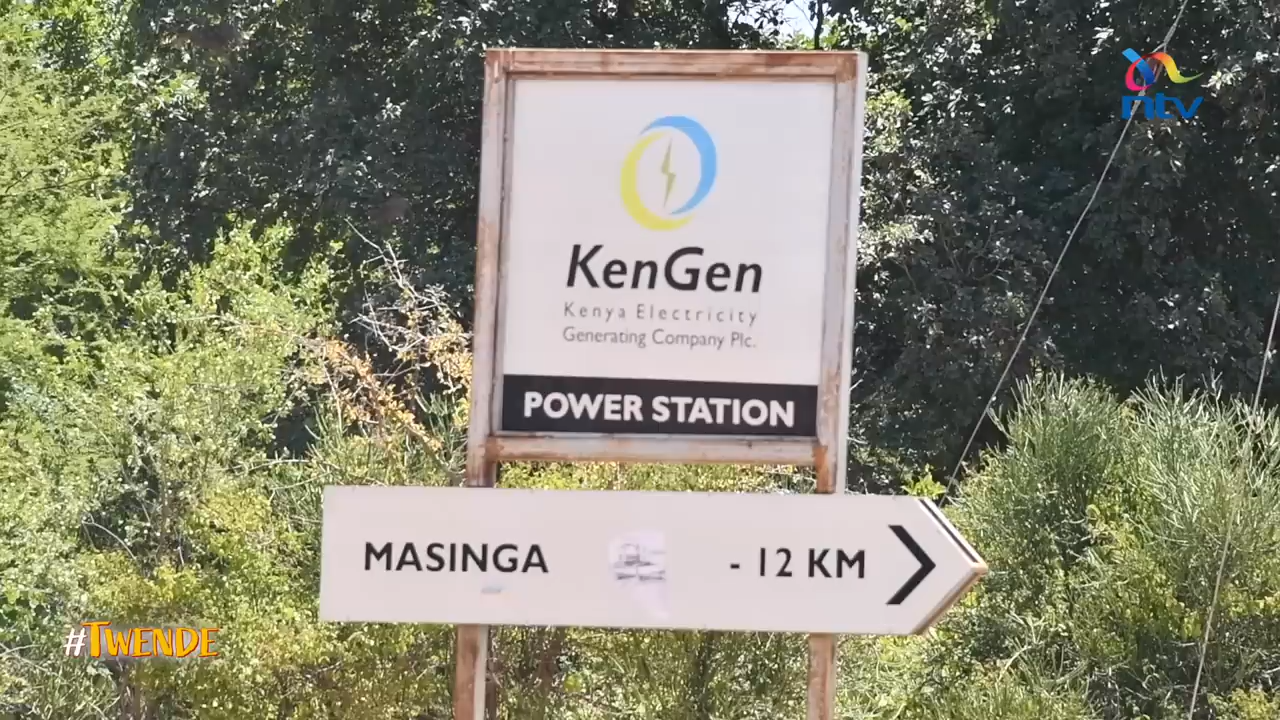 ntv
KenGen
Kenya Electricity
Generating Company Plc.
POWER STATION
MASINGA - 12 KM
#TWENDE